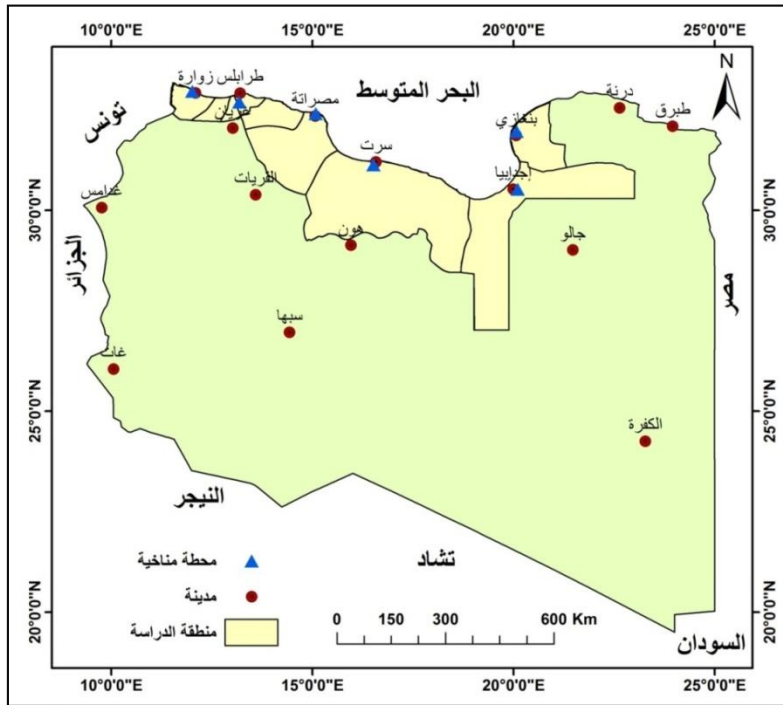 10°0'0"E 15°0'0"E 20°0'0"E 25°0'0"E
N
زوارة طرابلس
غريان
مصراتة
البحر المتوسط
درنة
طبرق
بنغازي
تونس
سرت
إجدابيا
القريات
غدامس
30°0'0"N 30°0'0"N
هون
جالو
الجزائر
مصر
سبها
غات
25°0'0"N 25°0'0"N
الكفرة
النيجر
تشاد
محطة مناخية
مدينة
منطقة الدراسة
0 150 300 600 Km
20°0'0"N 20°0'0"N
السودان
10°0'0"E 15°0'0"E 20°0'0"E 25°0'0"E